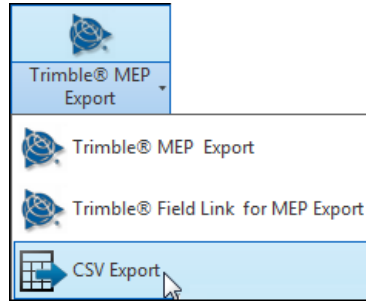 Trimble® MEP
Export
Trimble® MEP Export
Trimble® Field Link for MEP Export
CSV Export